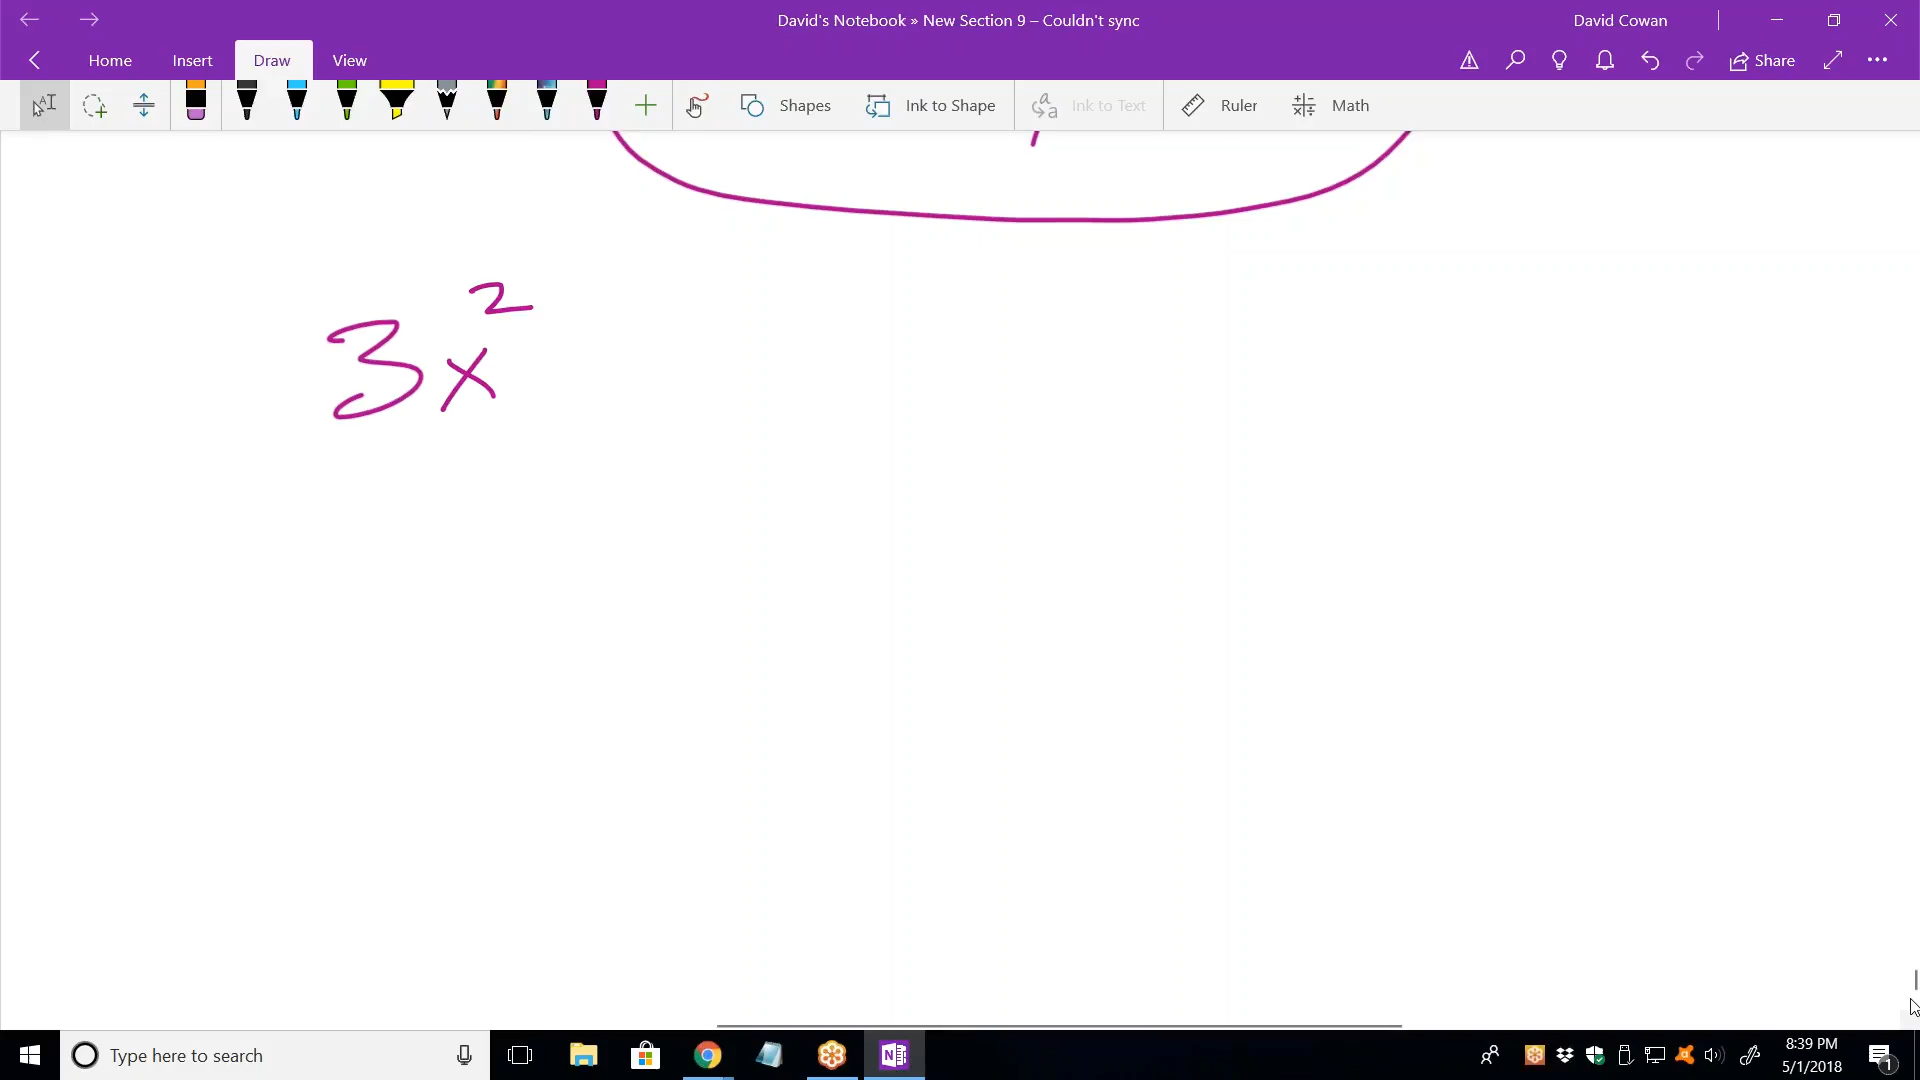 David's Notebook » New Section 9 – Couldn't sync
David Cowan
Home Insert Draw View
Share
Shapes Ink to Shape Ink to Text Ruler Math
3x²
Type here to search
8:39 PM
5/1/2018
1